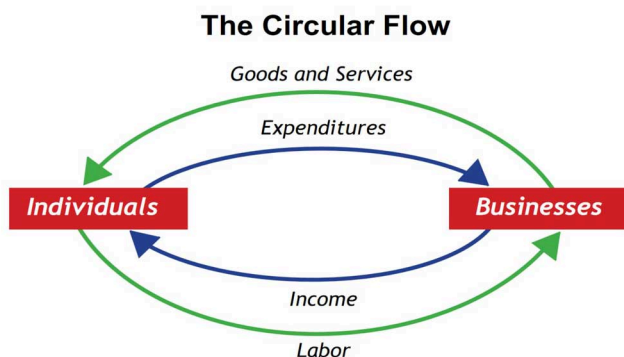 The Circular Flow
Goods and Services
Expenditures
Individuals
Businesses
Income
Labor